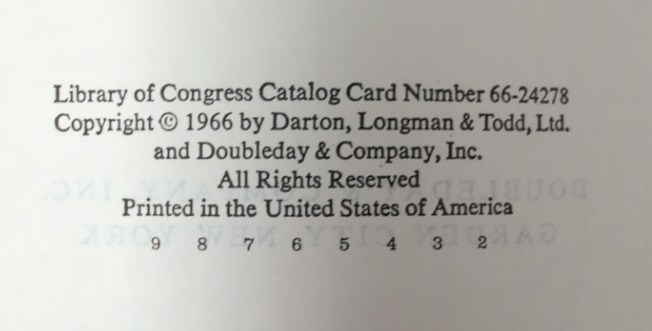 Library of Congress Catalog Card Number 66-24278
Copyright © 1966 by Darton, Longman & Todd, Ltd.
and Doubleday & Company, Inc.
All Rights Reserved
Printed in the United States of America
9 8 7 6 5 4 3 2